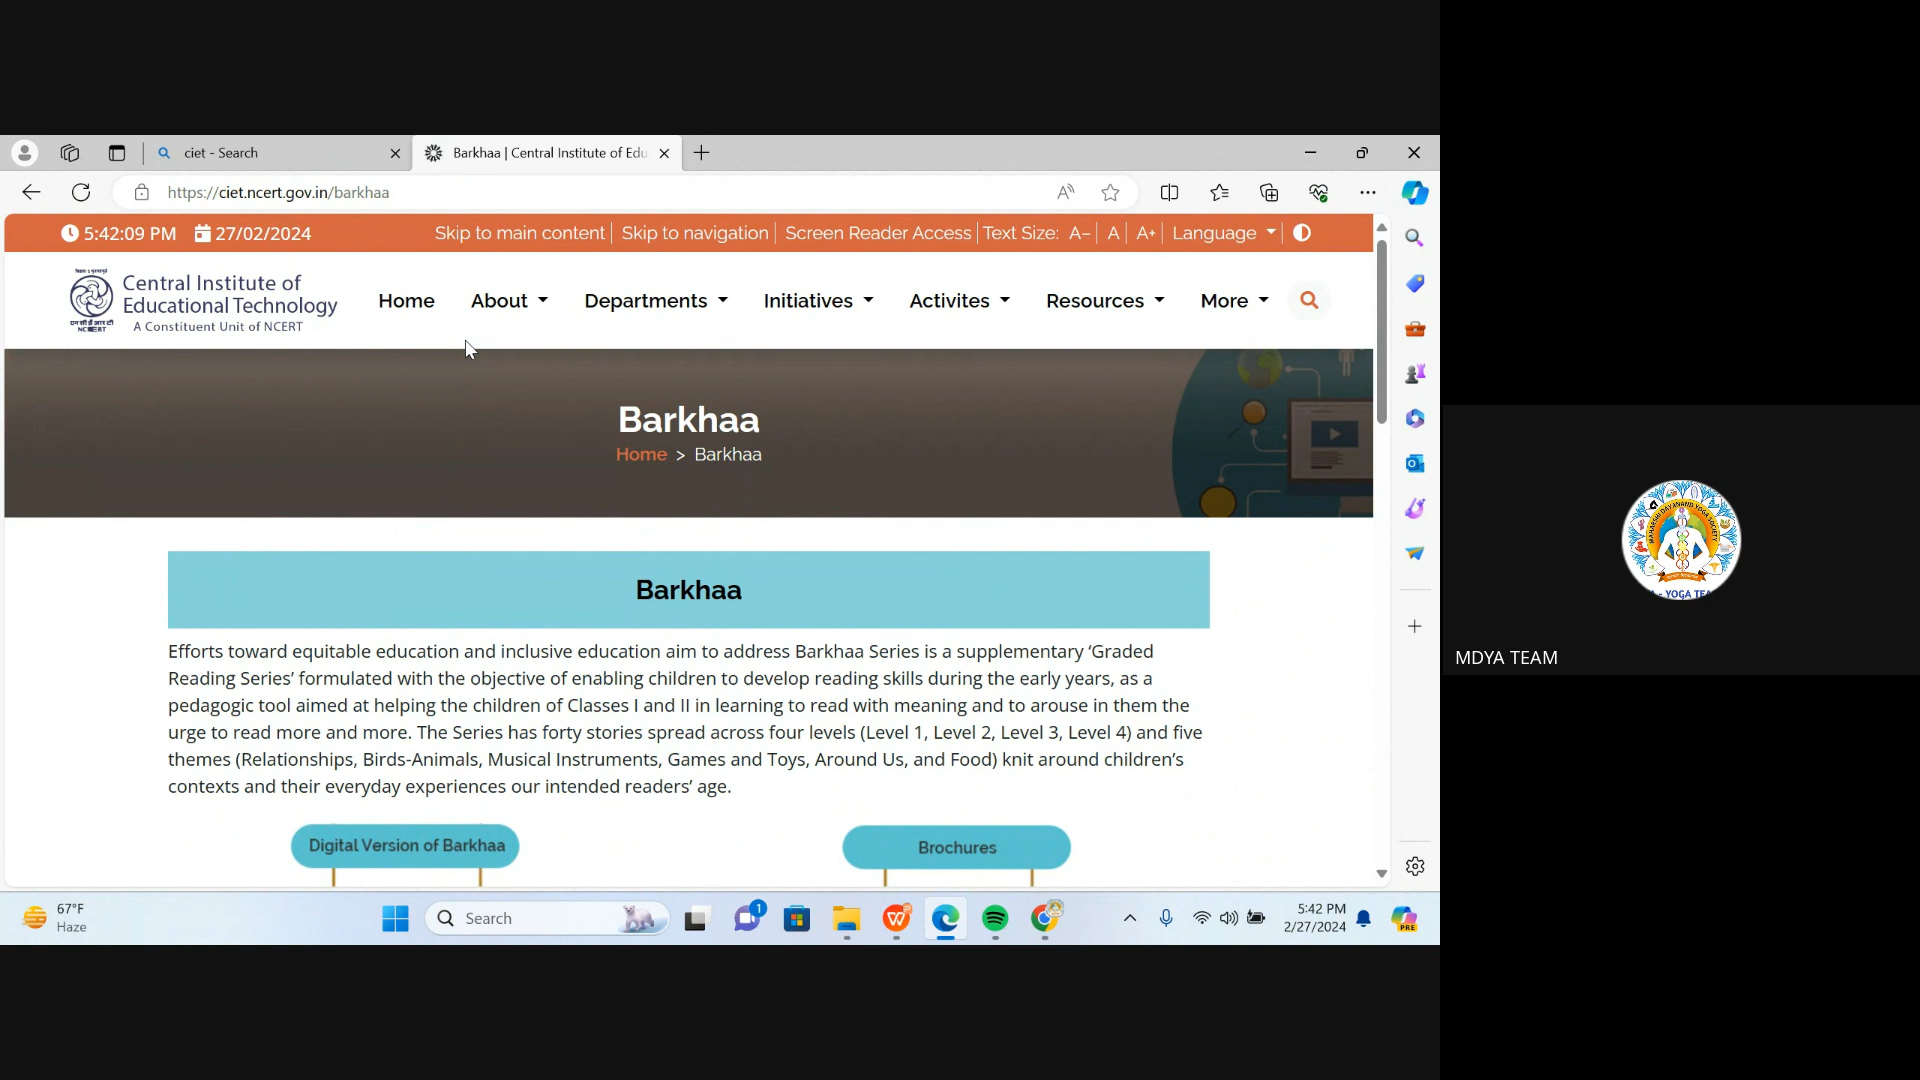 ciet - Search
Barkhaa | Central Institute of Edu
https://ciet.ncert.gov.in/barkhaa
5:42:09 PM 27/02/2024 Skip to main content Skip to navigation Screen Reader Access Text Size: A- A A+ Language
Central Institute of
Educational Technology
A Constituent Unit of NCERT
Home About Departments Initiatives Activites Resources More
Barkhaa
Home > Barkhaa
Barkhaa
Efforts toward equitable education and inclusive education aim to address Barkhaa Series is a supplementary ‘Graded
Reading Series’ formulated with the objective of enabling children to develop reading skills during the early years, as a
pedagogic tool aimed at helping the children of Classes I and II in learning to read with meaning and to arouse in them the
urge to read more and more. The Series has forty stories spread across four levels (Level 1, Level 2, Level 3, Level 4) and five
themes (Relationships, Birds-Animals, Musical Instruments, Games and Toys, Around Us, and Food) knit around children’s
contexts and their everyday experiences our intended readers’ age.
Digital Version of Barkhaa
Brochures
67°F
Haze
Search
1
5:42 PM
2/27/2024
PRE
MDYA TEAM